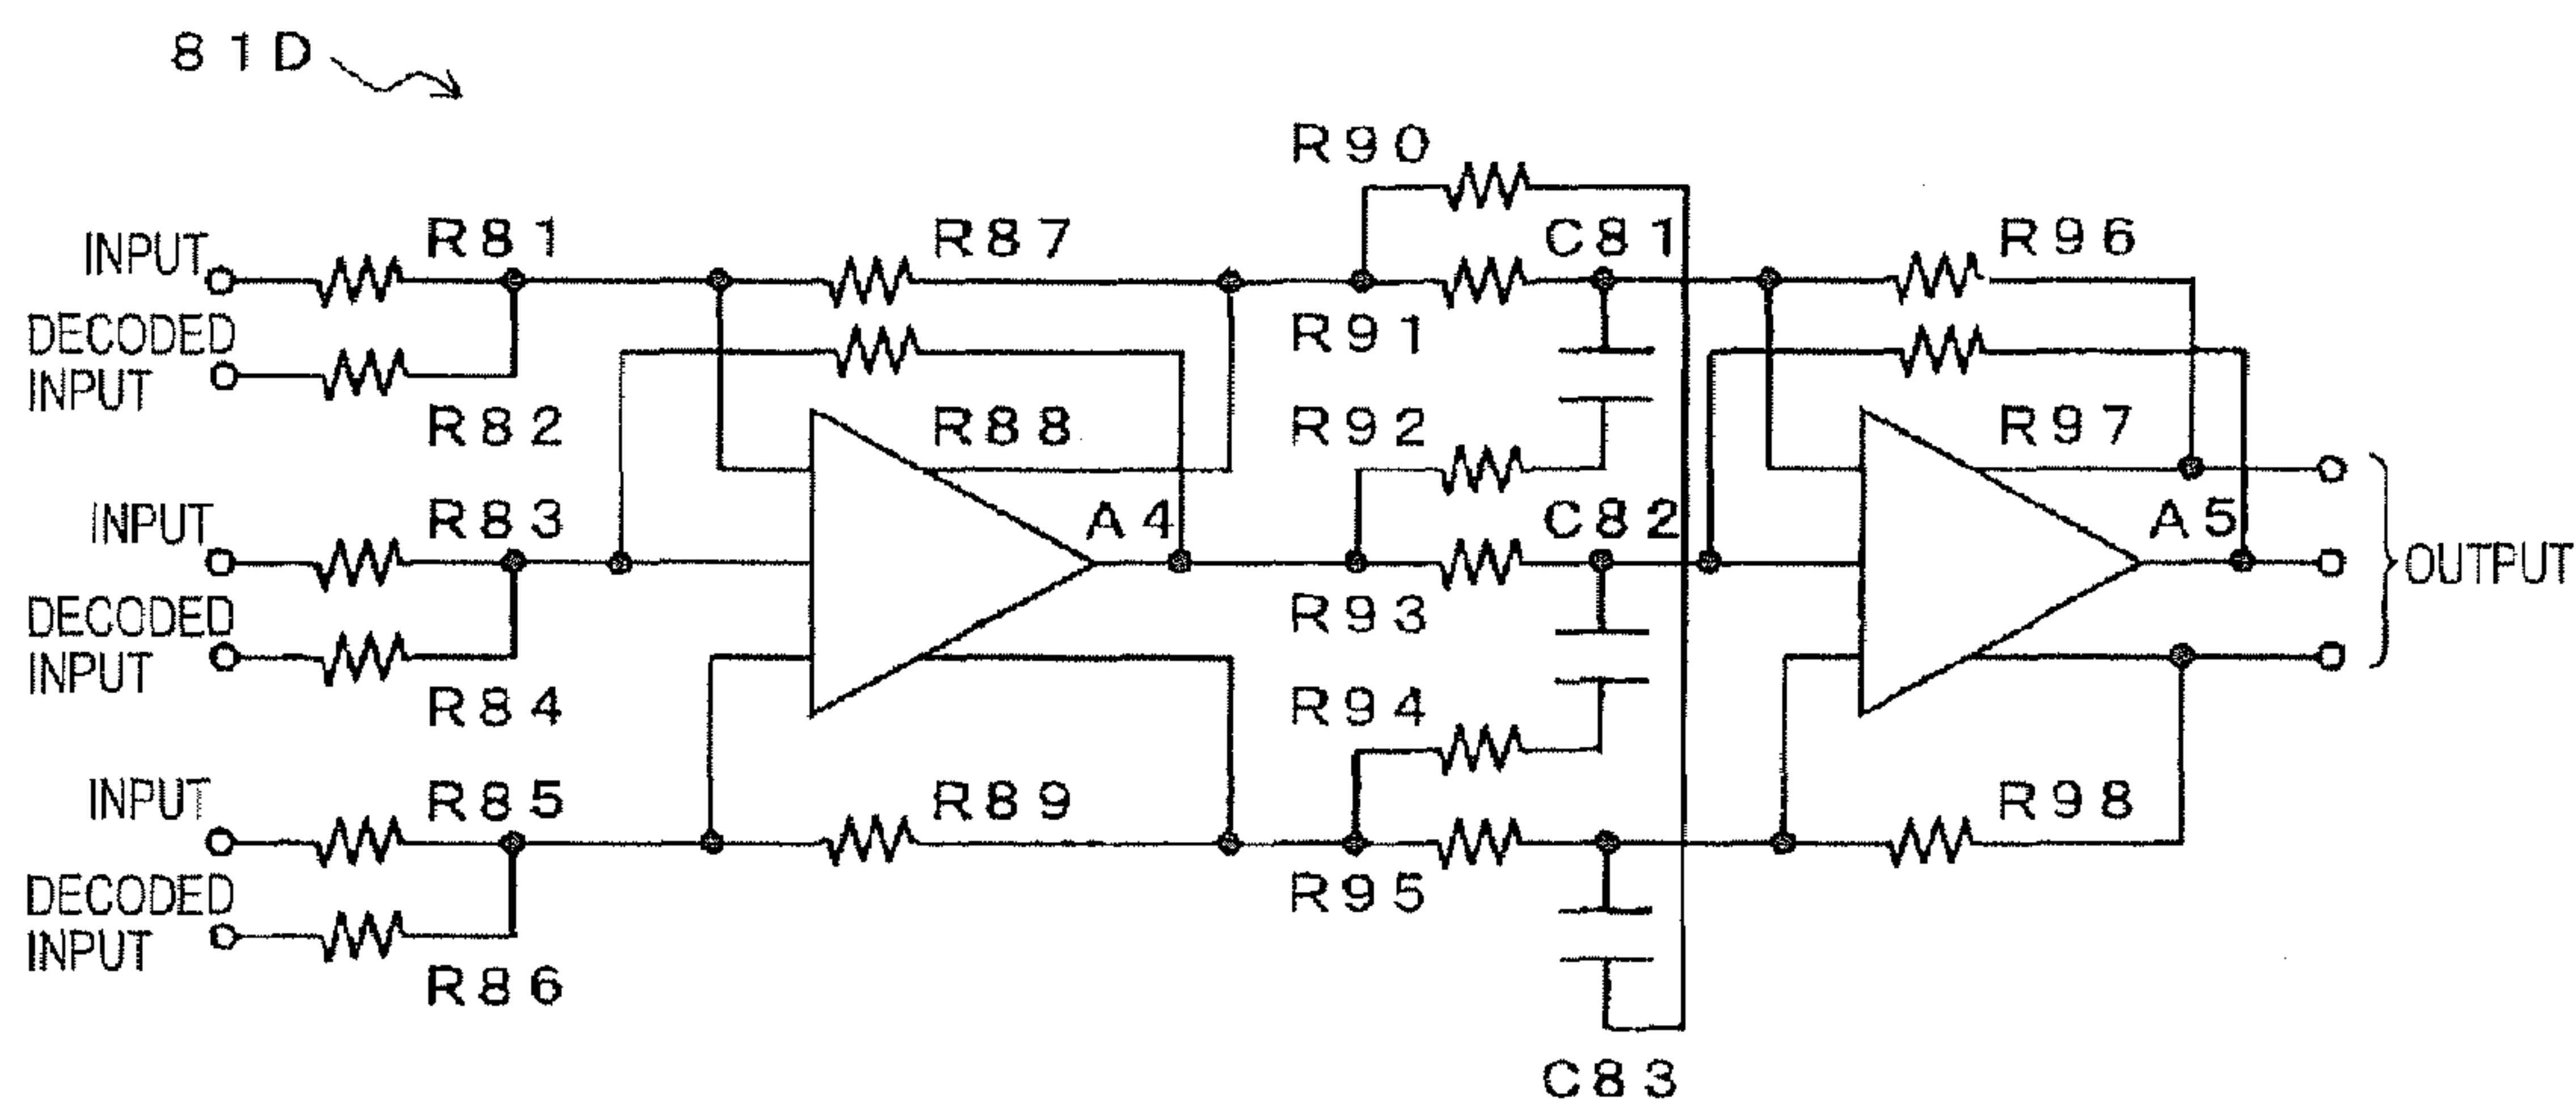 81D
R90
INPUT
R81
R87
C81
R96
DECODED
INPUT
R91
R82
R88
R92
R97
INPUT
R83
A4
C82
A5
OUTPUT
DECODED
INPUT
R93
R84
R94
INPUT
R85
R89
R98
DECODED
INPUT
R95
R86
C83